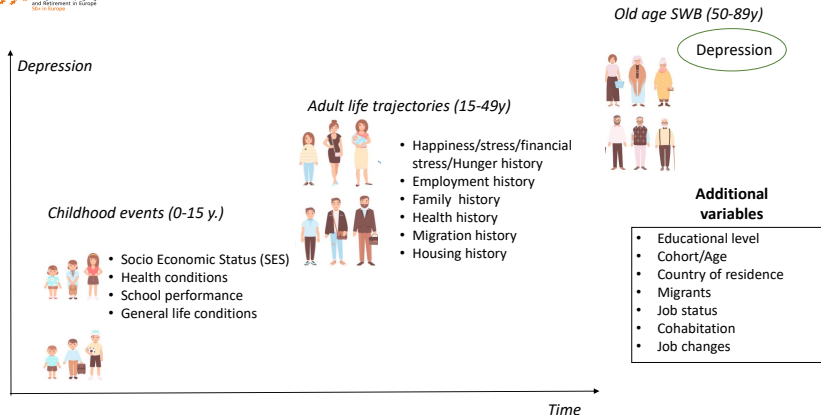 and Retirement in Europe
50+ in Europe
Old age SWB (50-89y)
Depression
Depression
Adult life trajectories (15-49y)
• Happiness/stress/financial
stress/Hunger history
• Employment history
• Family history
• Health history
• Migration history
• Housing history
Childhood events (0-15 y.)
• Socio Economic Status (SES)
• Health conditions
• School performance
• General life conditions
Additional
variables
• Educational level
• Cohort/Age
• Country of residence
• Migrants
• Job status
• Cohabitation
• Job changes
Time